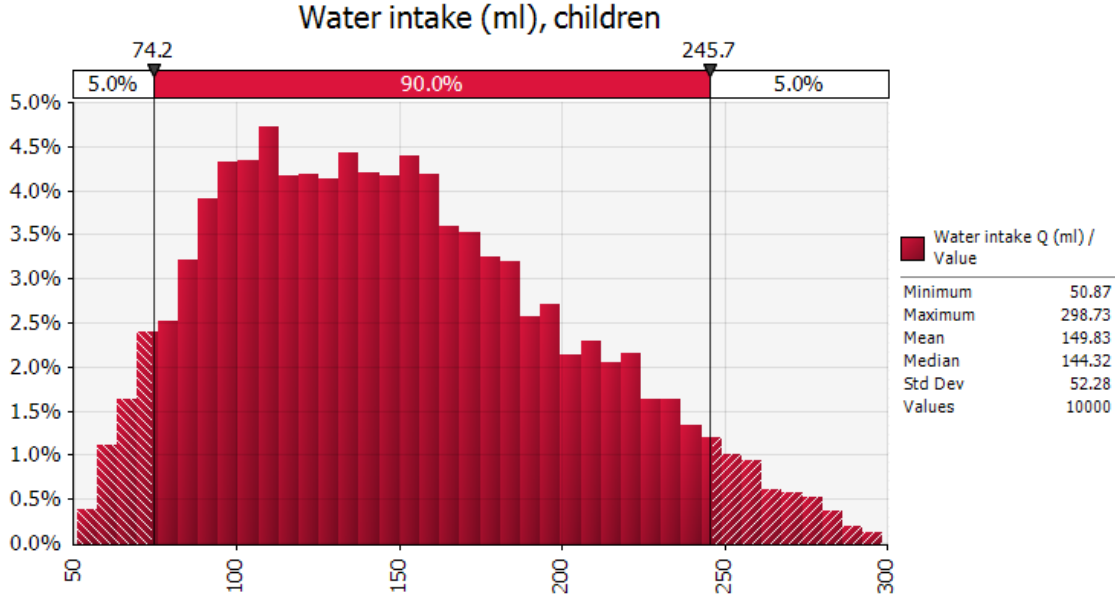 Water intake (ml), children
74.2 245.7
5.0% 90.0% 5.0%
5.0%
4.5%
4.0%
3.5%
3.0%
2.5%
2.0%
1.5%
1.0%
0.5%
0.0%
50 100 150 200 250 300
Water intake Q (ml) /
Value
Minimum 50.87
Maximum 298.73
Mean 149.83
Median 144.32
Std Dev 52.28
Values 10000